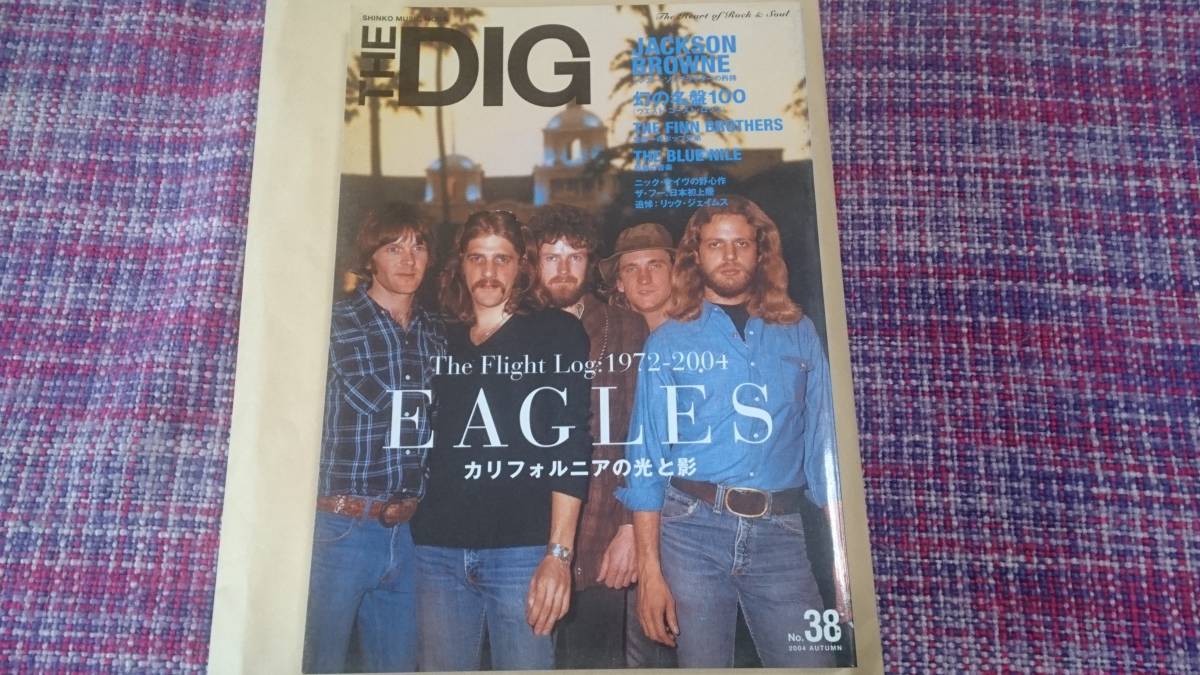 SHINKO MUSIC MOOK
The Heart of Rock & Soul
THE DIG
JACKSON
BROWNE
幻の名盤100
THE FINN BROTHERS
THE BLUE NILE
ニック・ケイヴの野心作
ザ・フー、日本初上陸
追悼：リック・ジェイムス
The Flight Log:1972-2004
EAGLES
カリフォルニアの光と影
No.38
2004 AUTUMN